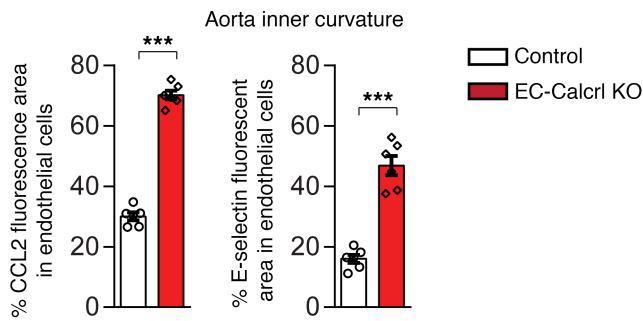 Aorta inner curvature
% CCL2 fluorescence area
in endothelial cells
80
60
40
20
0
***
% E-selectin fluorescent
area in endothelial cells
80
60
40
20
0
***
Control
EC-Calcrl KO